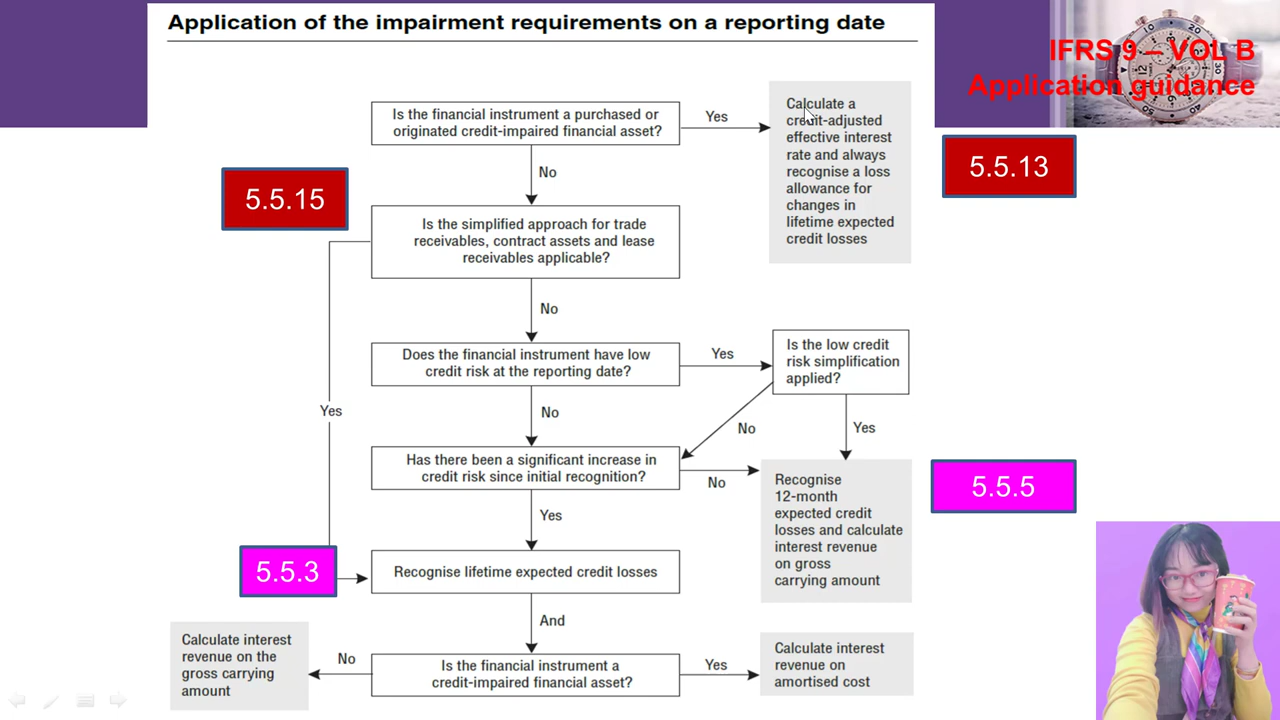 Application of the impairment requirements on a reporting date
IFRS 9 – VOL B
Application guidance
Is the financial instrument a purchased or
originated credit-impaired financial asset?
Yes
Calculate a
credit-adjusted
effective interest
rate and always
recognise a loss
allowance for
changes in
lifetime expected
credit losses
5.5.13
No
5.5.15
Is the simplified approach for trade
receivables, contract assets and lease
receivables applicable?
No
Does the financial instrument have low
credit risk at the reporting date?
Yes
Is the low credit
risk simplification
applied?
Yes
No
No
Yes
Has there been a significant increase in
credit risk since initial recognition?
No
Recognise
12-month
expected credit
losses and calculate
interest revenue
on gross
carrying amount
5.5.5
Yes
5.5.3
Recognise lifetime expected credit losses
And
Calculate interest
revenue on the
gross carrying
amount
No
Is the financial instrument a
credit-impaired financial asset?
Yes
Calculate interest
revenue on
amortised cost